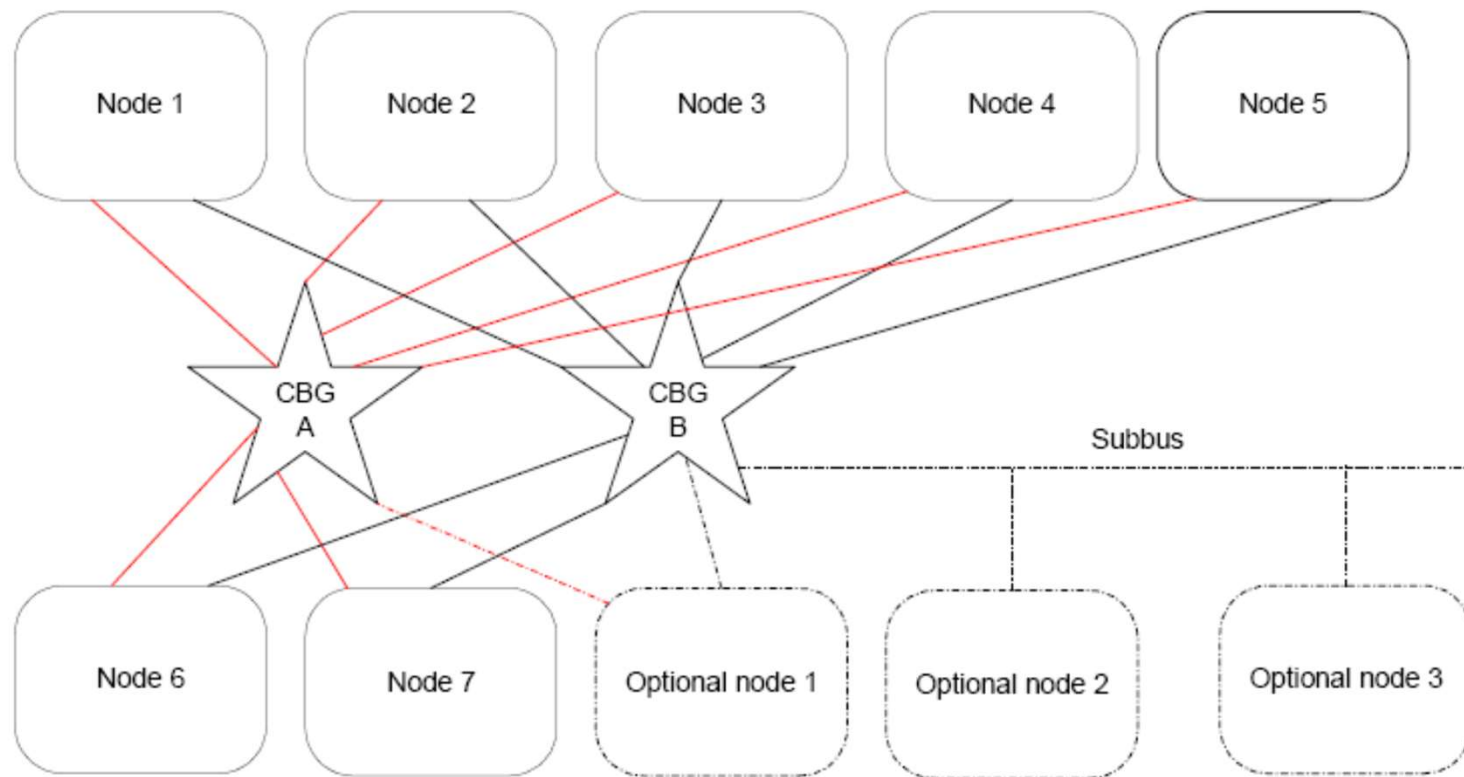 Node 1
Node 2
Node 3
Node 4
Node 5
CBG
A
CBG
B
Subbus
Node 6
Node 7
Optional node 1
Optional node 2
Optional node 3